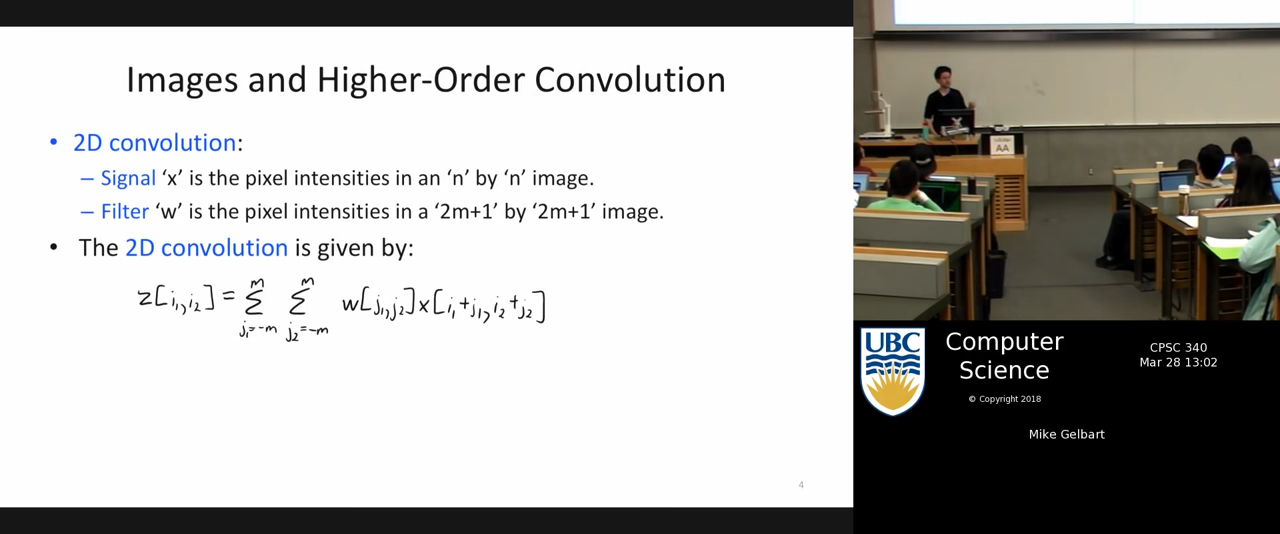 Images and Higher-Order Convolution
• 2D convolution:
– Signal ‘x’ is the pixel intensities in an ‘n’ by ‘n’ image.
– Filter ‘w’ is the pixel intensities in a ‘2m+1’ by ‘2m+1’ image.
• The 2D convolution is given by:
z[i₁,i₂] = ∑_{j₁=-m}^{m} ∑_{j₂=-m}^{m} w[j₁,j₂]x[i₁+j₁,i₂+j₂]
4
AA
UBC
Computer
Science
© Copyright 2018
CPSC 340
Mar 28 13:02
Mike Gelbart